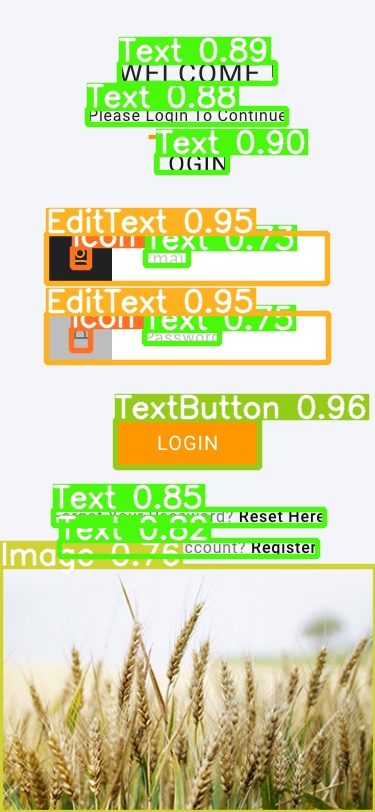 Text 0.89
WELCOME !
Text 0.88
Please Login To Continue
Text 0.90
LOGIN
EditText 0.95
Icon Text 0.73
Email
EditText 0.95
Icon Text 0.75
Password
TextButton 0.96
LOGIN
Text 0.85
Forgot Your Password? Reset Here
Text 0.82
ccount? Register
Image 0.76